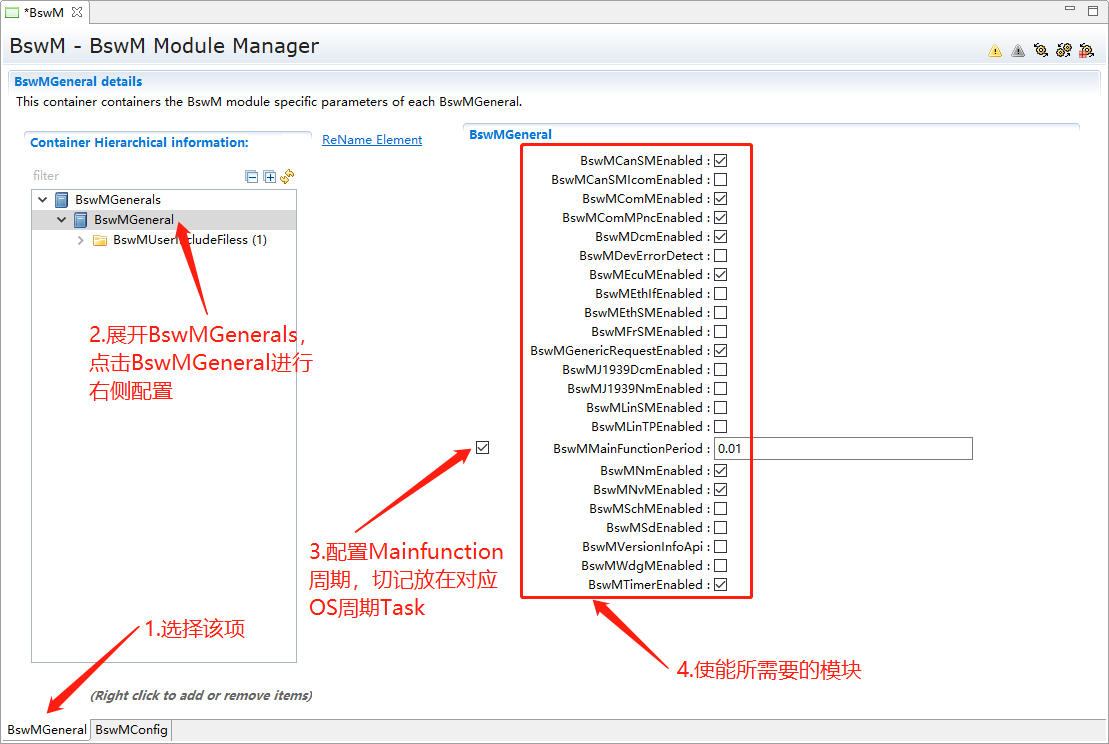 *BswM
BswM - BswM Module Manager
BswMGeneral details
This container containers the BswM module specific parameters of each BswMGeneral.
Container Hierarchical information:
ReName Element
BswMGeneral
filter
BswMGenerals
BswMGeneral
BswMUserIncludeFiless (1)
2.展开BswMGenerals，
点击BswMGeneral进行
右侧配置
BswMCanSMEnabled :
BswMCanSMIcomEnabled :
BswMComMEnabled :
BswMComMPncEnabled :
BswMDcmEnabled :
BswMDevErrorDetect :
BswMEcuMEnabled :
BswMEthIfEnabled :
BswMEthSMEnabled :
BswMFrSMEnabled :
BswMGenericRequestEnabled :
BswMJ1939DcmEnabled :
BswMJ1939NmEnabled :
BswMLinSMEnabled :
BswMLinTPEnabled :
BswMMainFunctionPeriod : 0.01
BswMNmEnabled :
BswMNvMEnabled :
BswMSchMEnabled :
BswMSdEnabled :
BswMVersionInfoApi :
BswMWdgMEnabled :
BswMTimerEnabled :
3.配置Mainfunction
周期，切记放在对应
OS周期Task
1.选择该项
4.使能所需要的模块
(Right click to add or remove items)
BswMGeneral
BswMConfig